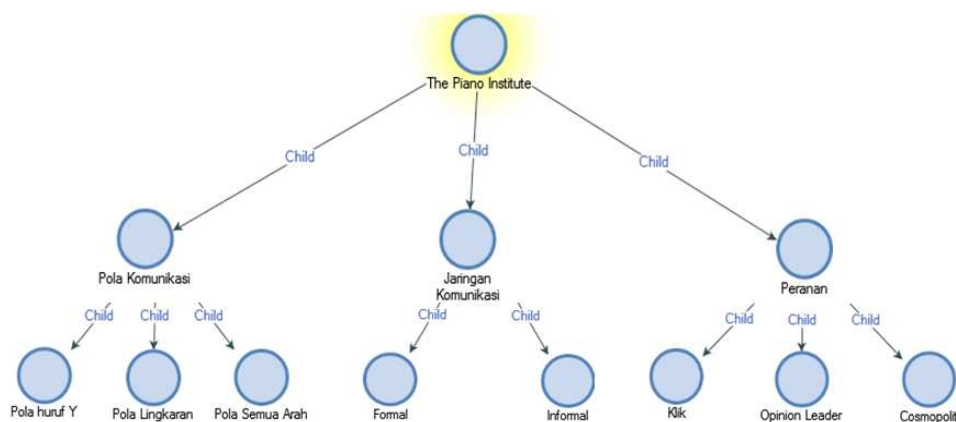 The Piano Institute
Child
Child
Child
Pola Komunikasi
Jaringan
Komunikasi
Peranan
Child
Child
Child
Child
Child
Child
Child
Child
Pola huruf Y
Pola Lingkaran
Pola Semua Arah
Formal
Informal
Klik
Opinion Leader
Cosmopolit